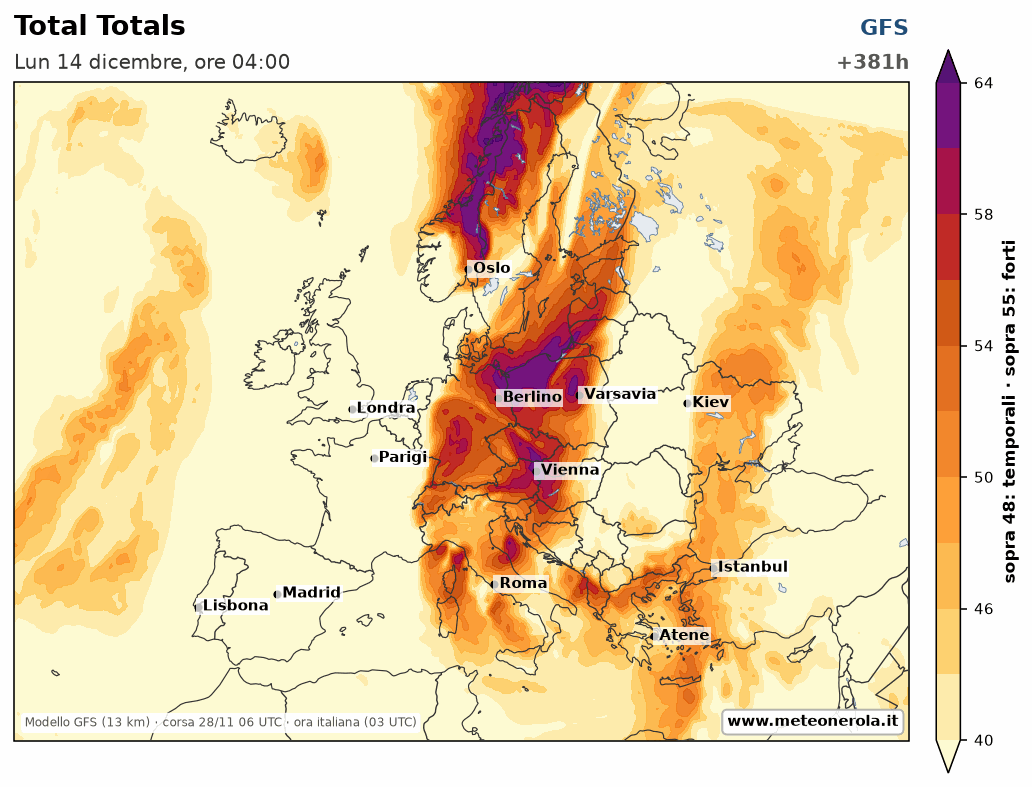 Total Totals
GFS
Lun 14 dicembre, ore 04:00
+381h
Oslo
Berlino
Varsavia
Kiev
Londra
Parigi
Vienna
Istanbul
Roma
Madrid
Lisbona
Atene
Modello GFS (13 km) · corsa 28/11 06 UTC · ora italiana (03 UTC)
www.meteonerola.it
64
58
54
50
46
40
sopra 48: temporali · sopra 55: forti